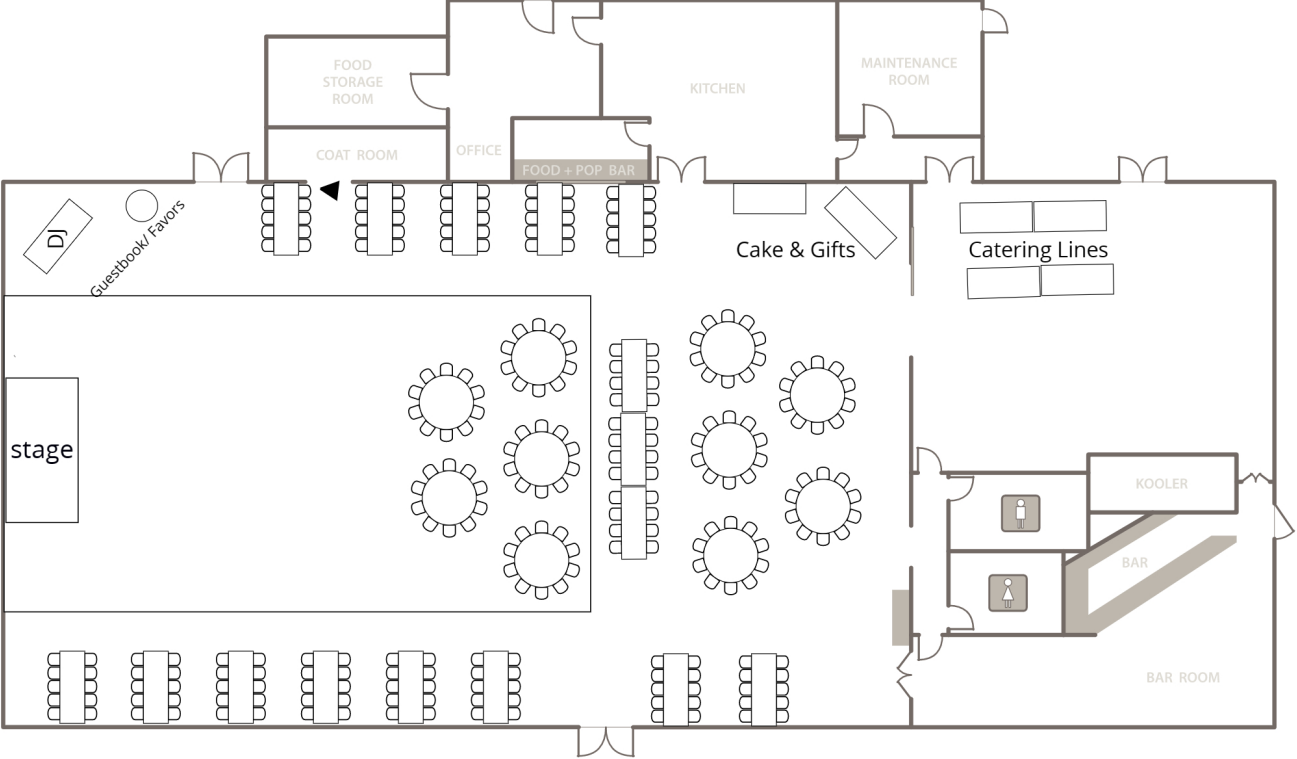 FOOD
STORAGE
ROOM
COAT ROOM
OFFICE
FOOD + POP BAR
KITCHEN
MAINTENANCE
ROOM
DJ
Guestbook/ Favors
Cake & Gifts
Catering Lines
stage
KOOLER
BAR
BAR ROOM